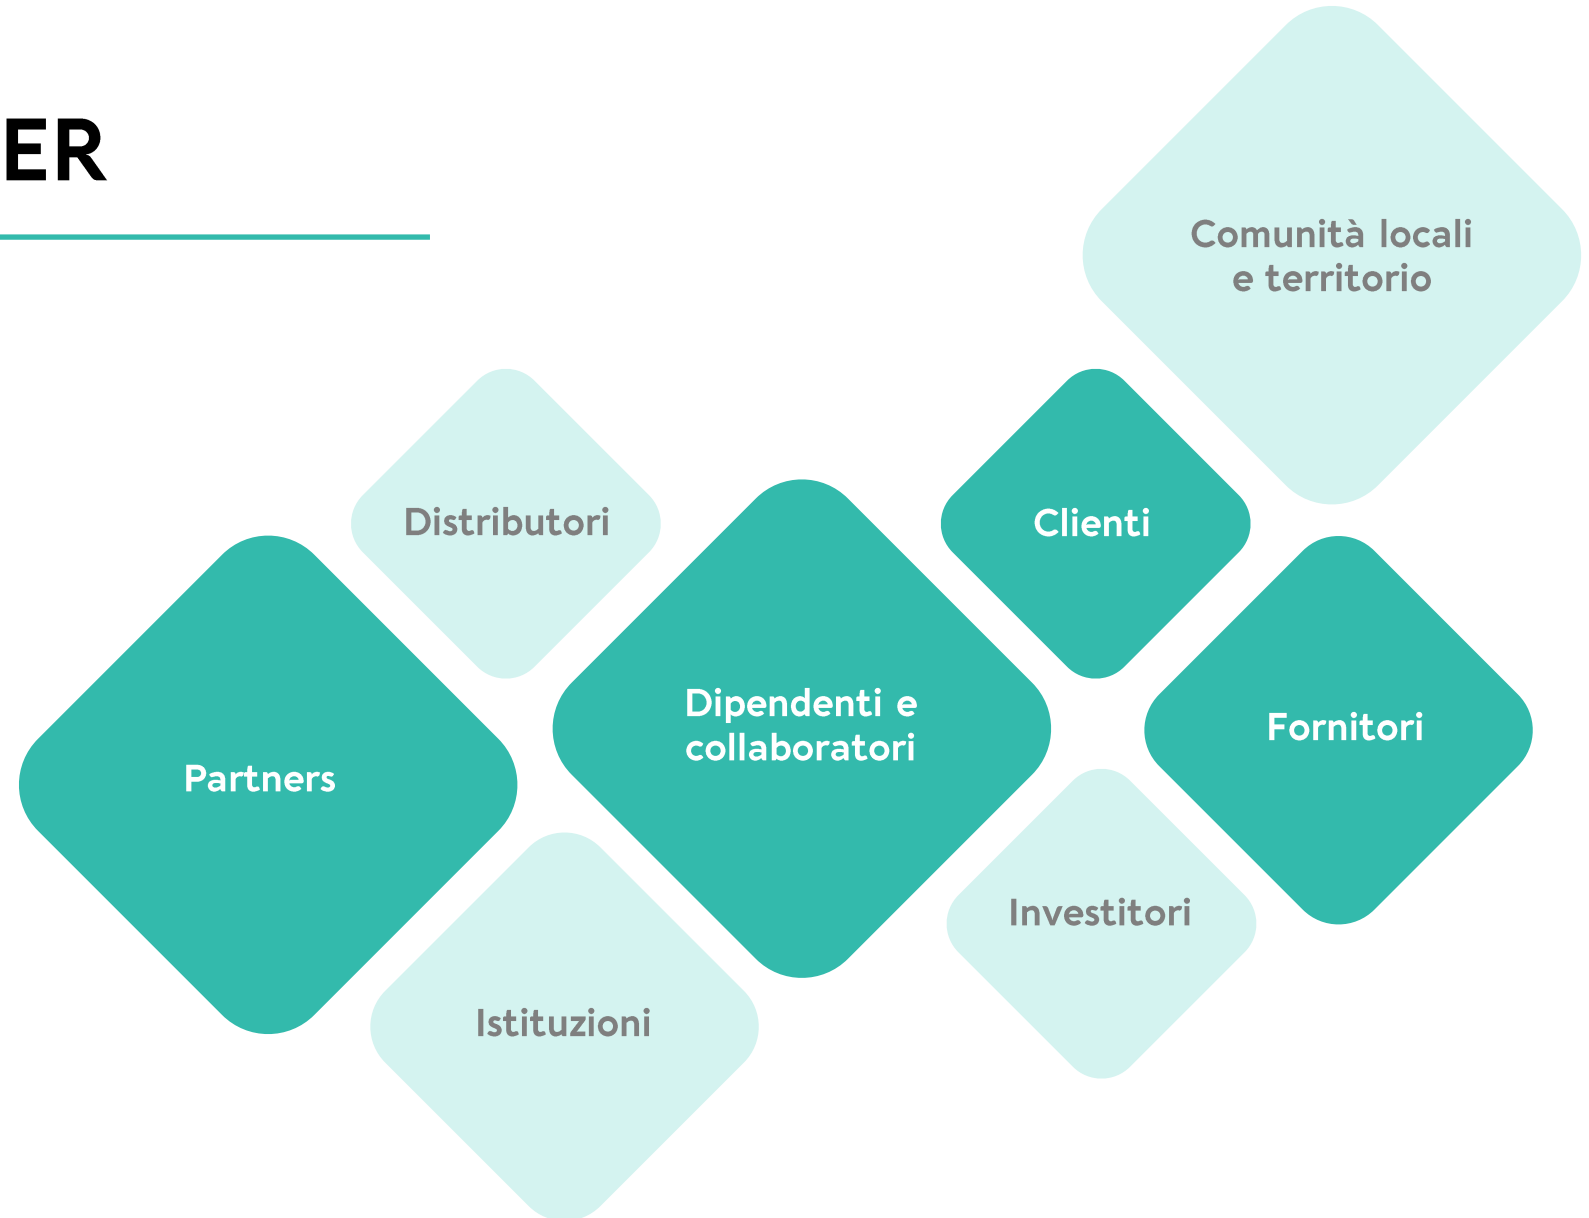 ER
Comunità locali
e territorio
Distributori
Clienti
Dipendenti e
collaboratori
Fornitori
Partners
Investitori
Istituzioni